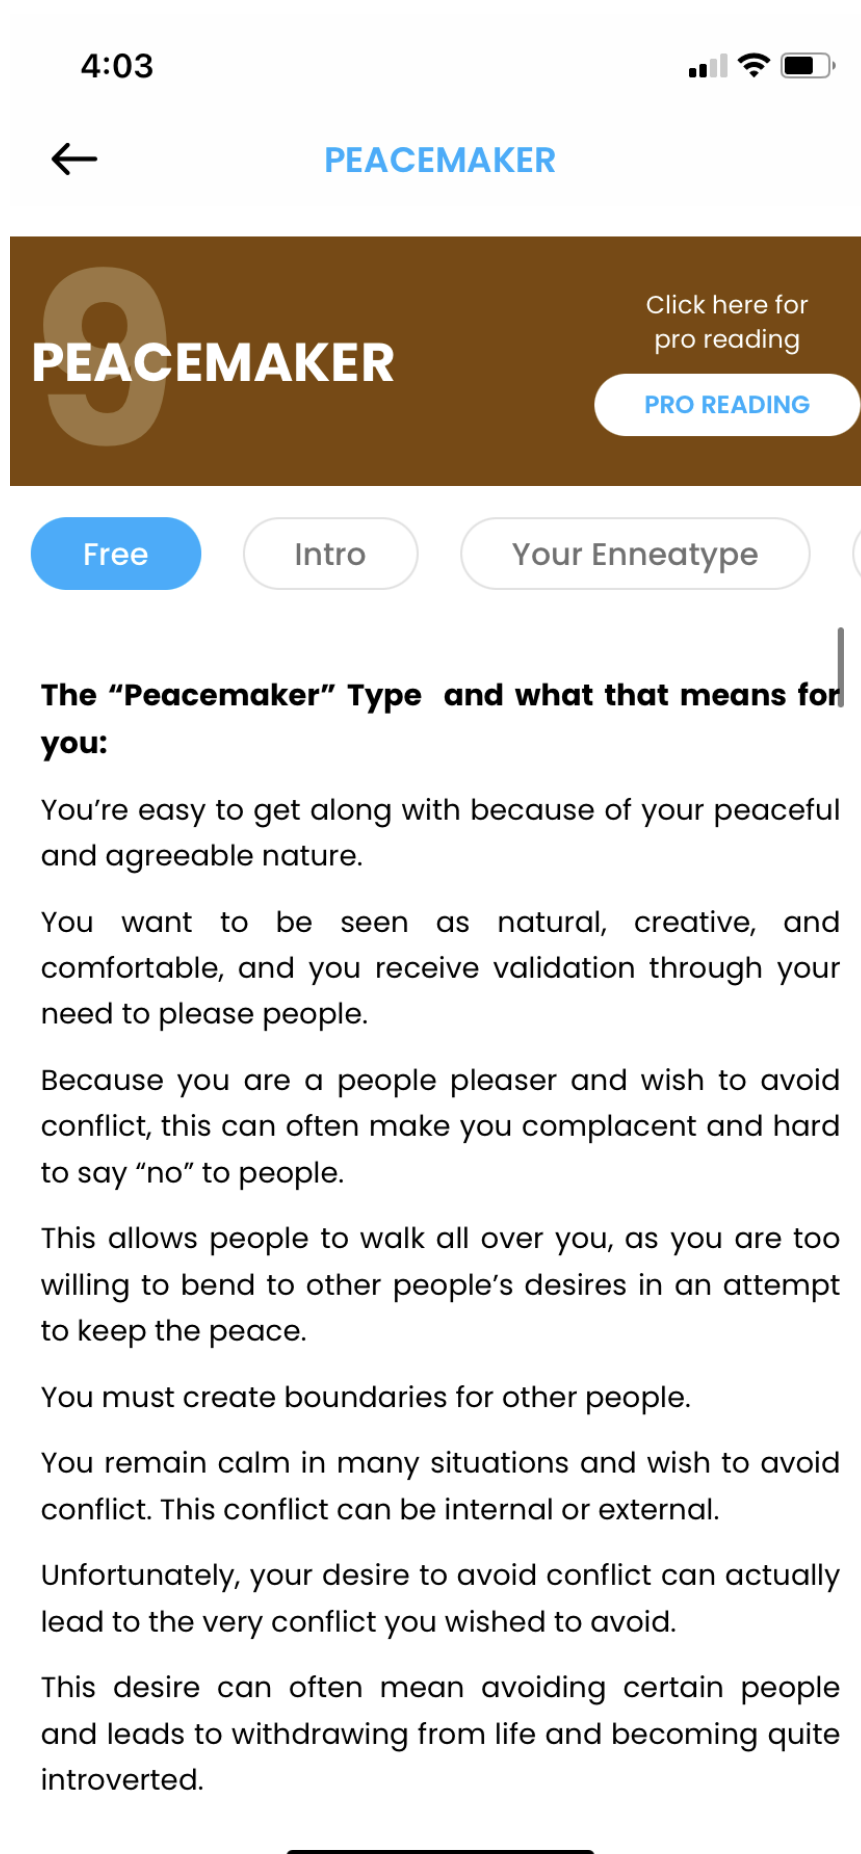 4:03
PEACEMAKER
9
PEACEMAKER
Click here for
pro reading
PRO READING
Free
Intro
Your Enneatype
The “Peacemaker” Type and what that means for
you:
You’re easy to get along with because of your peaceful
and agreeable nature.
You want to be seen as natural, creative, and
comfortable, and you receive validation through your
need to please people.
Because you are a people pleaser and wish to avoid
conflict, this can often make you complacent and hard
to say “no” to people.
This allows people to walk all over you, as you are too
willing to bend to other people’s desires in an attempt
to keep the peace.
You must create boundaries for other people.
You remain calm in many situations and wish to avoid
conflict. This conflict can be internal or external.
Unfortunately, your desire to avoid conflict can actually
lead to the very conflict you wished to avoid.
This desire can often mean avoiding certain people
and leads to withdrawing from life and becoming quite
introverted.